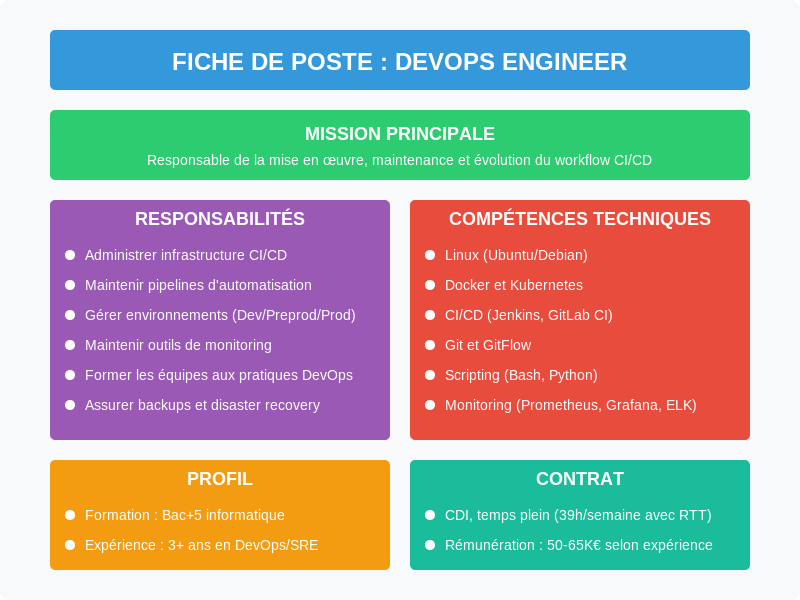 FICHE DE POSTE : DEVOPS ENGINEER
MISSION PRINCIPALE
Responsable de la mise en œuvre, maintenance et évolution du workflow CI/CD
RESPONSABILITÉS
Administrer infrastructure CI/CD
Maintenir pipelines d'automatisation
Gérer environnements (Dev/Preprod/Prod)
Maintenir outils de monitoring
Former les équipes aux pratiques DevOps
Assurer backups et disaster recovery
COMPÉTENCES TECHNIQUES
Linux (Ubuntu/Debian)
Docker et Kubernetes
CI/CD (Jenkins, GitLab CI)
Git et GitFlow
Scripting (Bash, Python)
Monitoring (Prometheus, Grafana, ELK)
PROFIL
Formation : Bac+5 informatique
Expérience : 3+ ans en DevOps/SRE
CONTRAT
CDI, temps plein (39h/semaine avec RTT)
Rémunération : 50-65K€ selon expérience